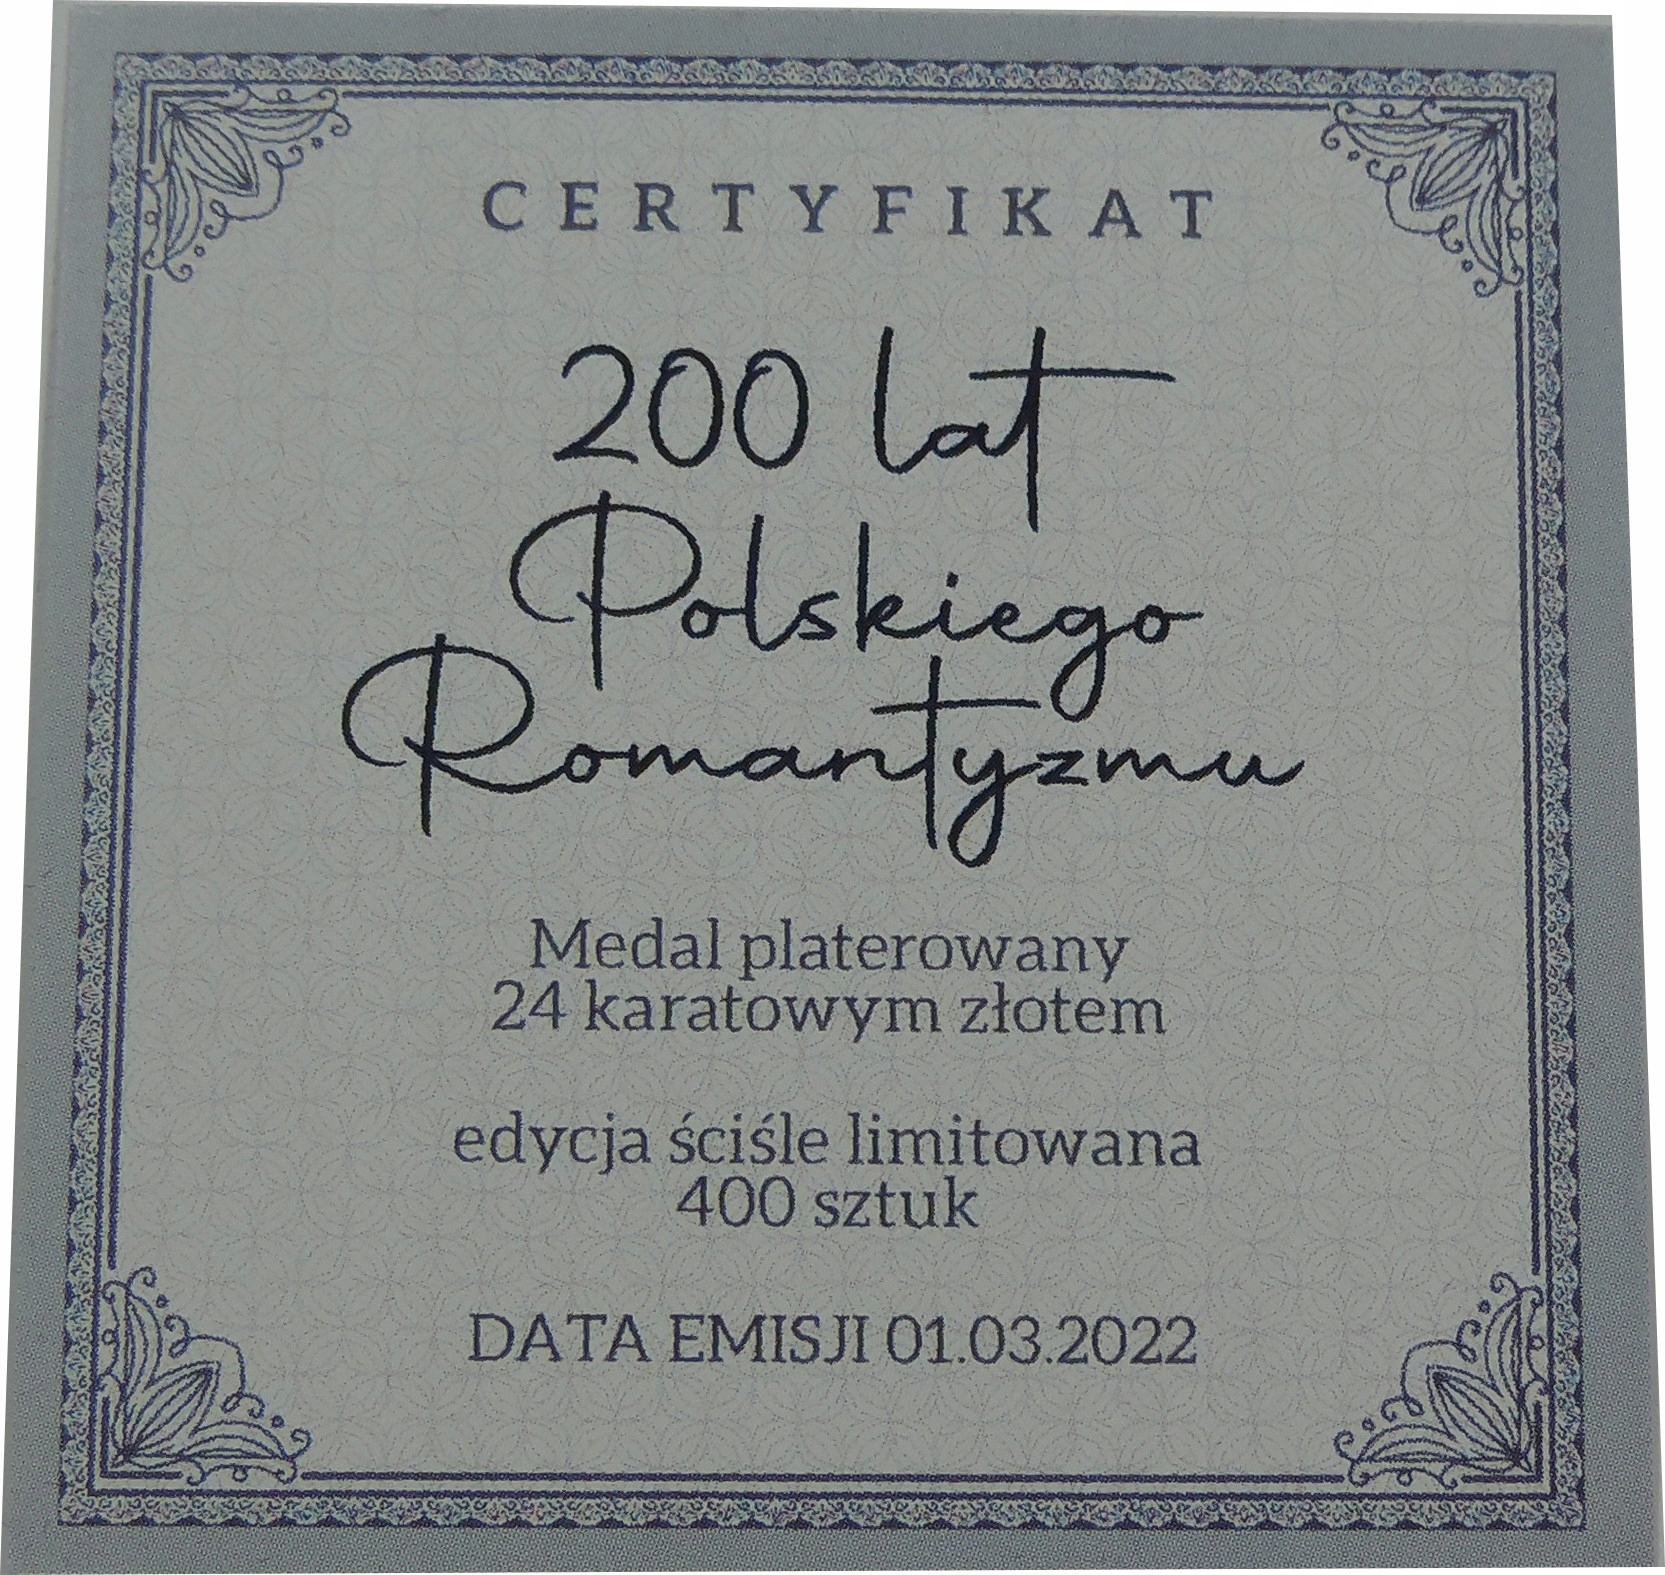 CERTYFIKAT
200 lat
Polskiego
Romantyzmu
Medal platerowany
24 karatowym złotem
edycja ściśle limitowana
400 sztuk
DATA EMISJI 01.03.2022